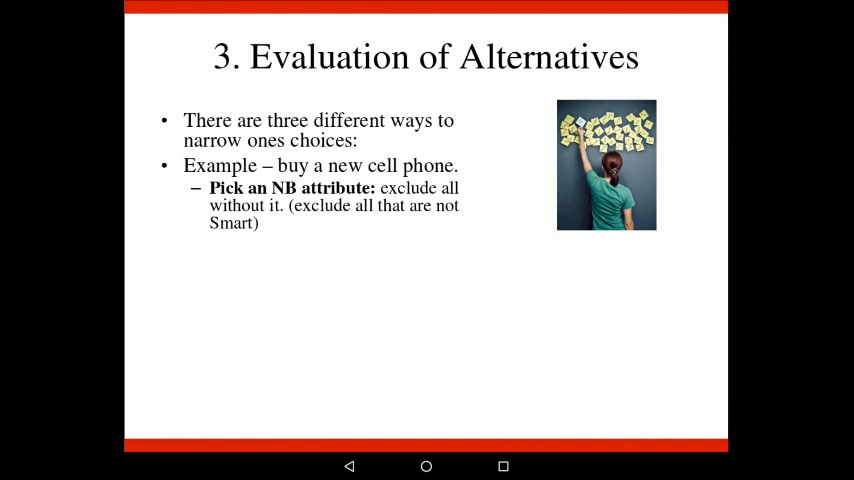 3. Evaluation of Alternatives
• There are three different ways to
narrow ones choices:
• Example – buy a new cell phone.
– Pick an NB attribute: exclude all
without it. (exclude all that are not
Smart)